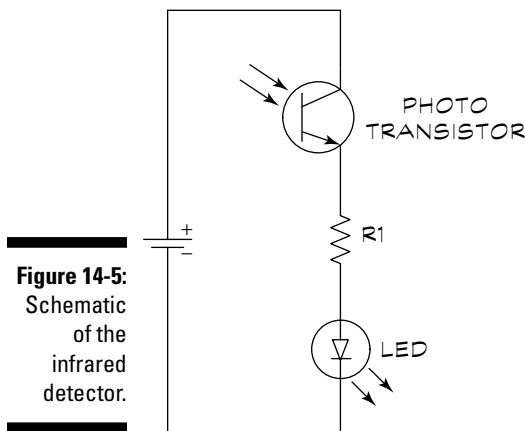 PHOTO
TRANSISTOR
+
−
R1
Figure 14-5:
Schematic
of the
infrared
detector.
LED